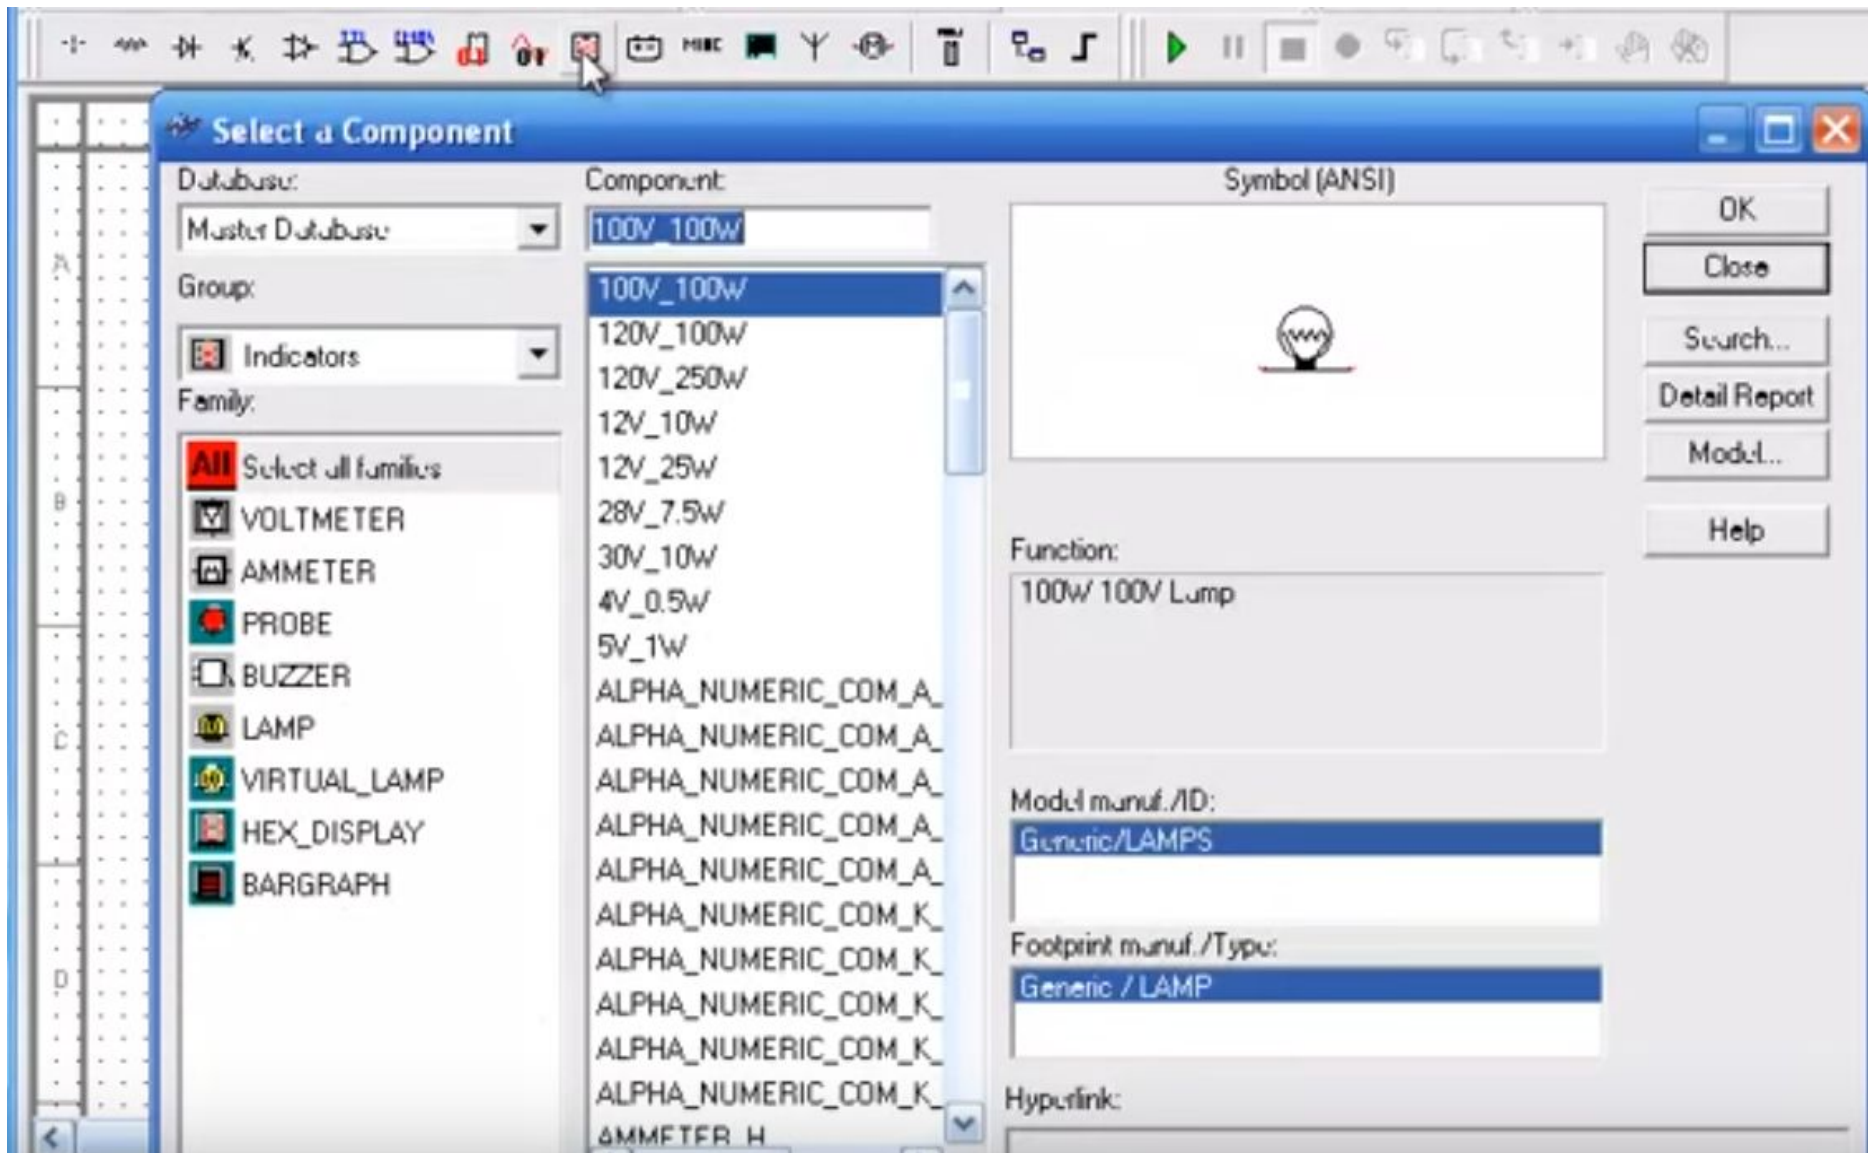 MISC
Select a Component
Database:
Master Database
Group:
Indicators
Family:
All Select all families
VOLTMETER
AMMETER
PROBE
BUZZER
LAMP
VIRTUAL_LAMP
HEX_DISPLAY
BARGRAPH
Component:
100V_100W
100V_100W
120V_100W
120V_250W
12V_10W
12V_25W
28V_7.5W
30V_10W
4V_0.5W
5V_1W
ALPHA_NUMERIC_COM_A_
ALPHA_NUMERIC_COM_A_
ALPHA_NUMERIC_COM_A_
ALPHA_NUMERIC_COM_A_
ALPHA_NUMERIC_COM_A_
ALPHA_NUMERIC_COM_K_
ALPHA_NUMERIC_COM_K_
ALPHA_NUMERIC_COM_K_
ALPHA_NUMERIC_COM_K_
ALPHA_NUMERIC_COM_K_
AMMETER_H
Symbol (ANSI)
Function:
100W 100V Lamp
Model manuf./ID:
Generic/LAMPS
Footprint manuf./Type:
Generic / LAMP
Hyperlink:
OK
Close
Search...
Detail Report
Model...
Help
A
B
C
D